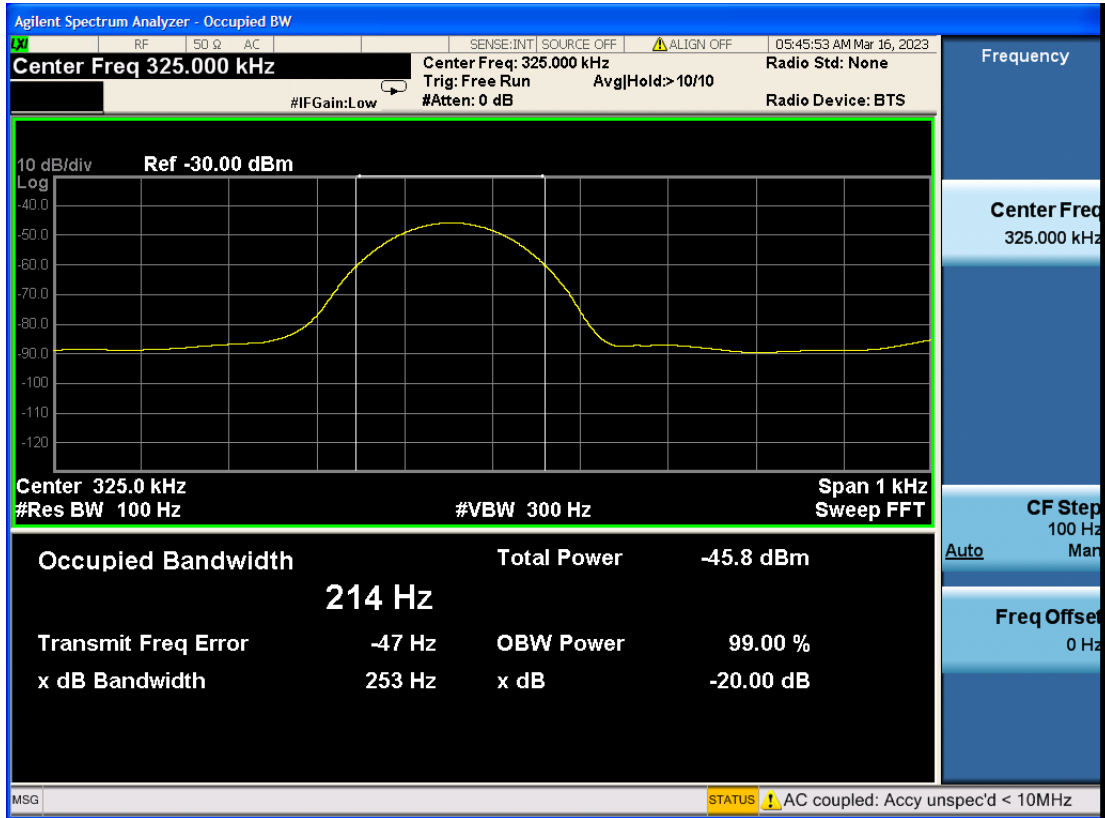 Agilent Spectrum Analyzer - Occupied BW
LXI RF 50 Ω AC SENSE:INT SOURCE OFF ALIGN OFF 05:45:53 AM Mar 16, 2023
Center Freq 325.000 kHz
Center Freq: 325.000 kHz
Radio Std: None
Trig: Free Run Avg|Hold:>10/10
#IFGain:Low
#Atten: 0 dB
Radio Device: BTS
10 dB/div Ref -30.00 dBm
Log
-40.0
-50.0
-60.0
-70.0
-80.0
-90.0
-100
-110
-120
Center 325.0 kHz Span 1 kHz
#Res BW 100 Hz #VBW 300 Hz Sweep FFT
Occupied Bandwidth Total Power -45.8 dBm
214 Hz
Transmit Freq Error -47 Hz OBW Power 99.00 %
x dB Bandwidth 253 Hz x dB -20.00 dB
Frequency
Center Freq
325.000 kHz
CF Step
100 Hz
Auto Man
Freq Offset
0 Hz
MSG STATUS AC coupled: Accy unspec'd < 10MHz